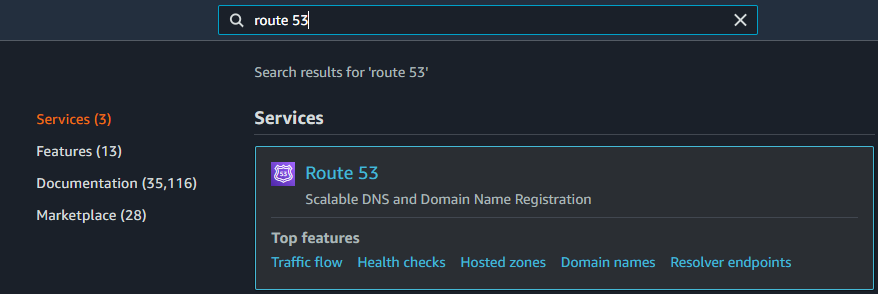 route 53
Search results for 'route 53'
Services (3)
Features (13)
Documentation (35,116)
Marketplace (28)
Services
53
Route 53
Scalable DNS and Domain Name Registration
Top features
Traffic flow Health checks Hosted zones Domain names Resolver endpoints